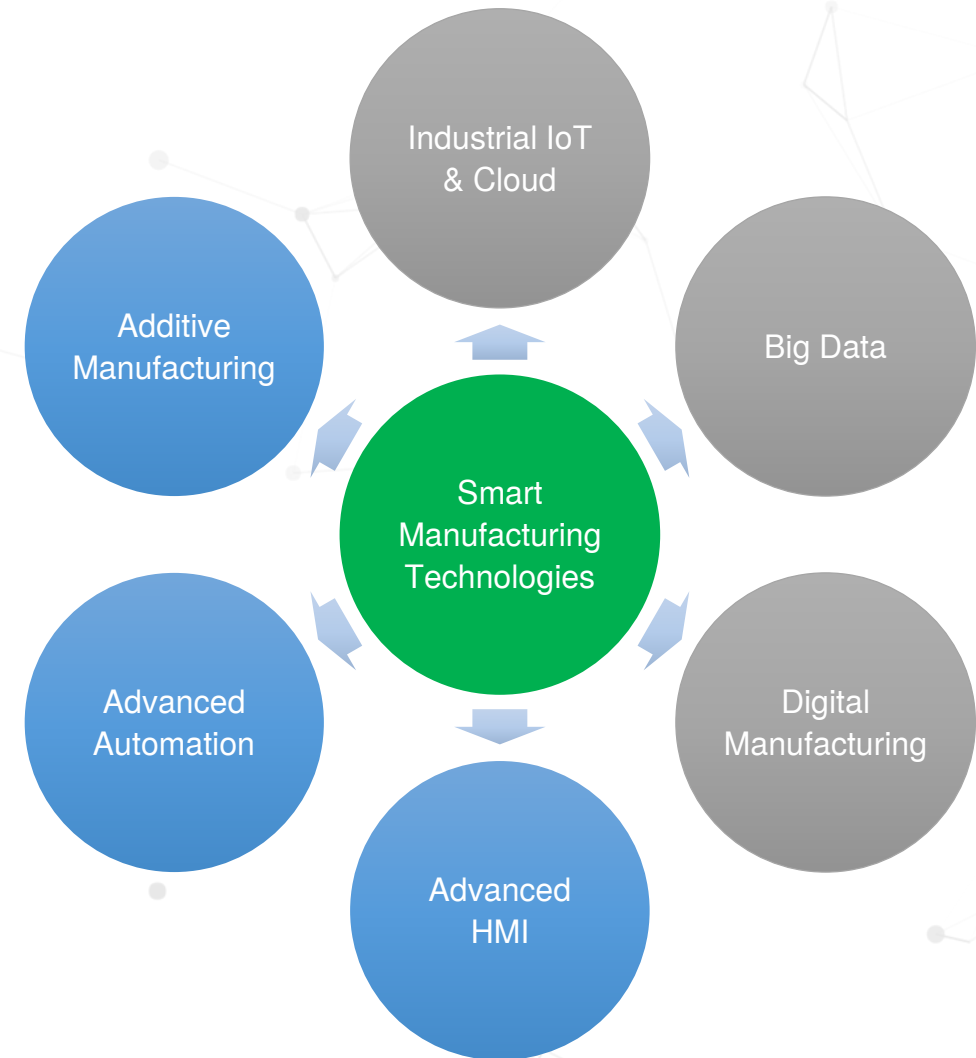 Industrial IoT
& Cloud
Additive
Manufacturing
Big Data
Smart
Manufacturing
Technologies
Advanced
Automation
Digital
Manufacturing
Advanced
HMI